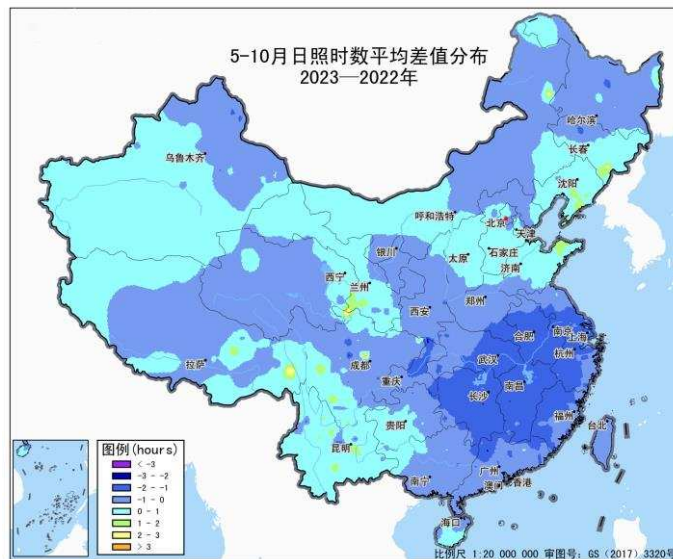 5-10月日照时数平均差值分布
2023—2022年
哈尔滨
长春
乌鲁木齐
沈阳
呼和浩特
北京
天津
银川
太原
石家庄
西宁
济南
兰州
西安
郑州
合肥
南京
上海
成都
武汉
杭州
拉萨
重庆
南昌
长沙
贵阳
福州
台北
昆明
广州
南宁
香港
澳门
海口
图例(hours)
< -3
-3 - -2
-2 - -1
-1 - 0
0 - 1
1 - 2
2 - 3
> 3
比例尺 1:20 000 000 审图号: GS (2017) 3320号